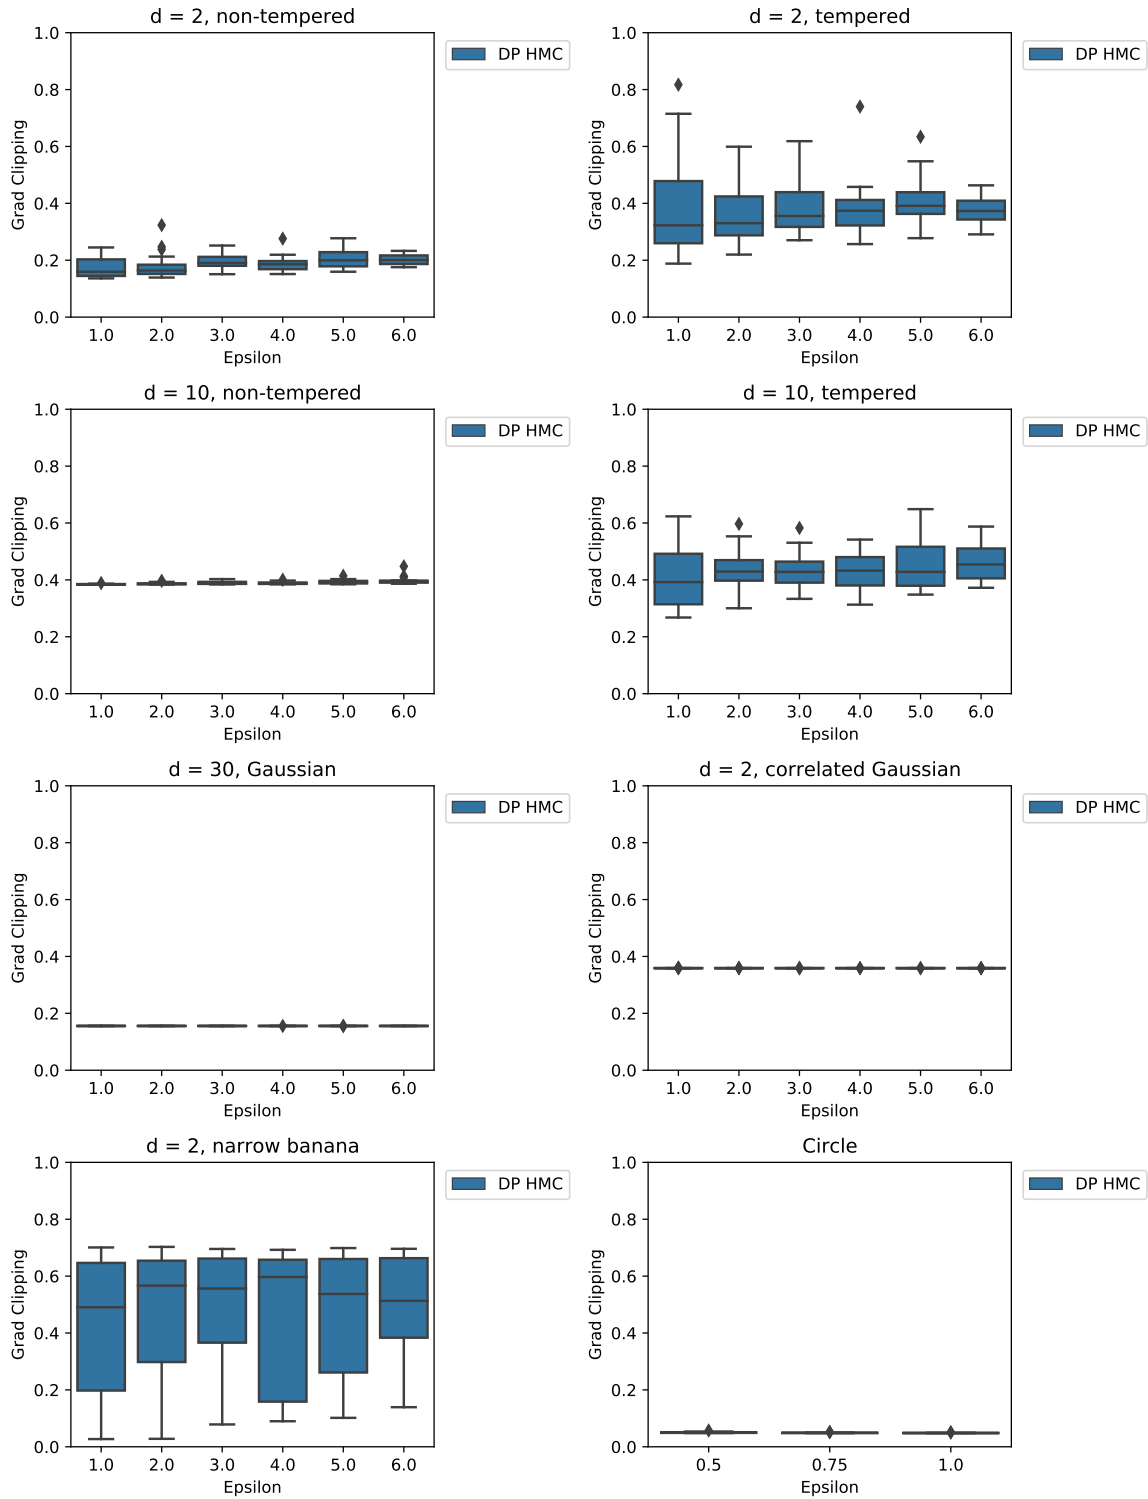 d = 2, non-tempered
1.0
0.8
0.6
0.4
0.2
0.0
Grad Clipping
1.0 2.0 3.0 4.0 5.0 6.0
Epsilon
DP HMC
d = 2, tempered
1.0
0.8
0.6
0.4
0.2
0.0
Grad Clipping
1.0 2.0 3.0 4.0 5.0 6.0
Epsilon
DP HMC
d = 10, non-tempered
1.0
0.8
0.6
0.4
0.2
0.0
Grad Clipping
1.0 2.0 3.0 4.0 5.0 6.0
Epsilon
DP HMC
d = 10, tempered
1.0
0.8
0.6
0.4
0.2
0.0
Grad Clipping
1.0 2.0 3.0 4.0 5.0 6.0
Epsilon
DP HMC
d = 30, Gaussian
1.0
0.8
0.6
0.4
0.2
0.0
Grad Clipping
1.0 2.0 3.0 4.0 5.0 6.0
Epsilon
DP HMC
d = 2, correlated Gaussian
1.0
0.8
0.6
0.4
0.2
0.0
Grad Clipping
1.0 2.0 3.0 4.0 5.0 6.0
Epsilon
DP HMC
d = 2, narrow banana
1.0
0.8
0.6
0.4
0.2
0.0
Grad Clipping
1.0 2.0 3.0 4.0 5.0 6.0
Epsilon
DP HMC
Circle
1.0
0.8
0.6
0.4
0.2
0.0
Grad Clipping
0.5 0.75 1.0
Epsilon
DP HMC